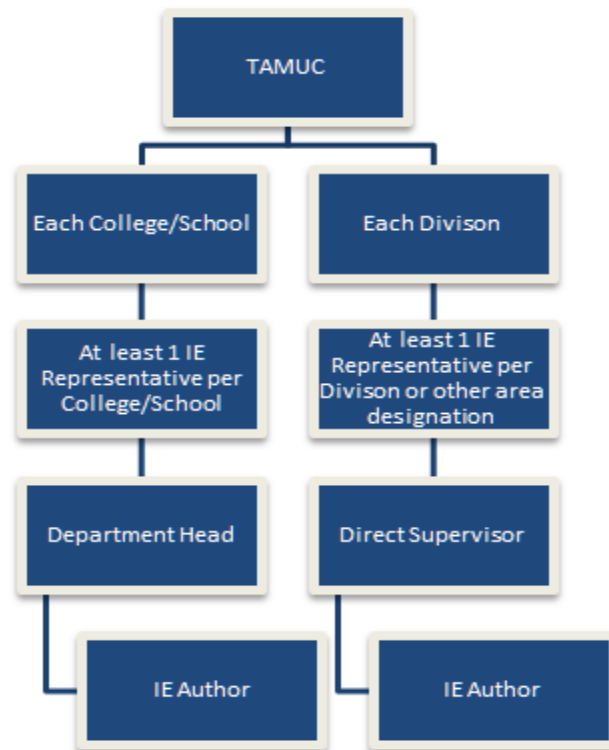 TAMUC
Each College/School
Each Divison
At least 1 IE
Representative per
College/School
At least 1 IE
Representative per
Divison or other area
designation
Department Head
Direct Supervisor
IE Author
IE Author